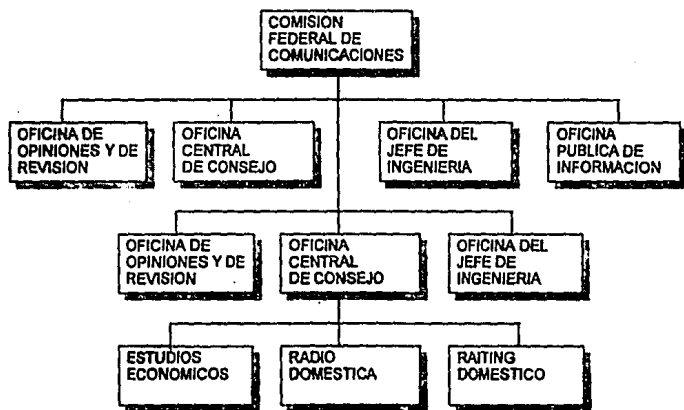 COMISION
FEDERAL DE
COMUNICACIONES
OFICINA DE
OPINIONES Y DE
REVISION
OFICINA
CENTRAL
DE CONSEJO
OFICINA DEL
JEFE DE
INGENIERIA
OFICINA
PUBLICA DE
INFORMACION
OFICINA DE
OPINIONES Y DE
REVISION
OFICINA
CENTRAL
DE CONSEJO
OFICINA DEL
JEFE DE
INGENIERIA
ESTUDIOS
ECONOMICOS
RADIO
DOMESTICA
RAITING
DOMESTICO